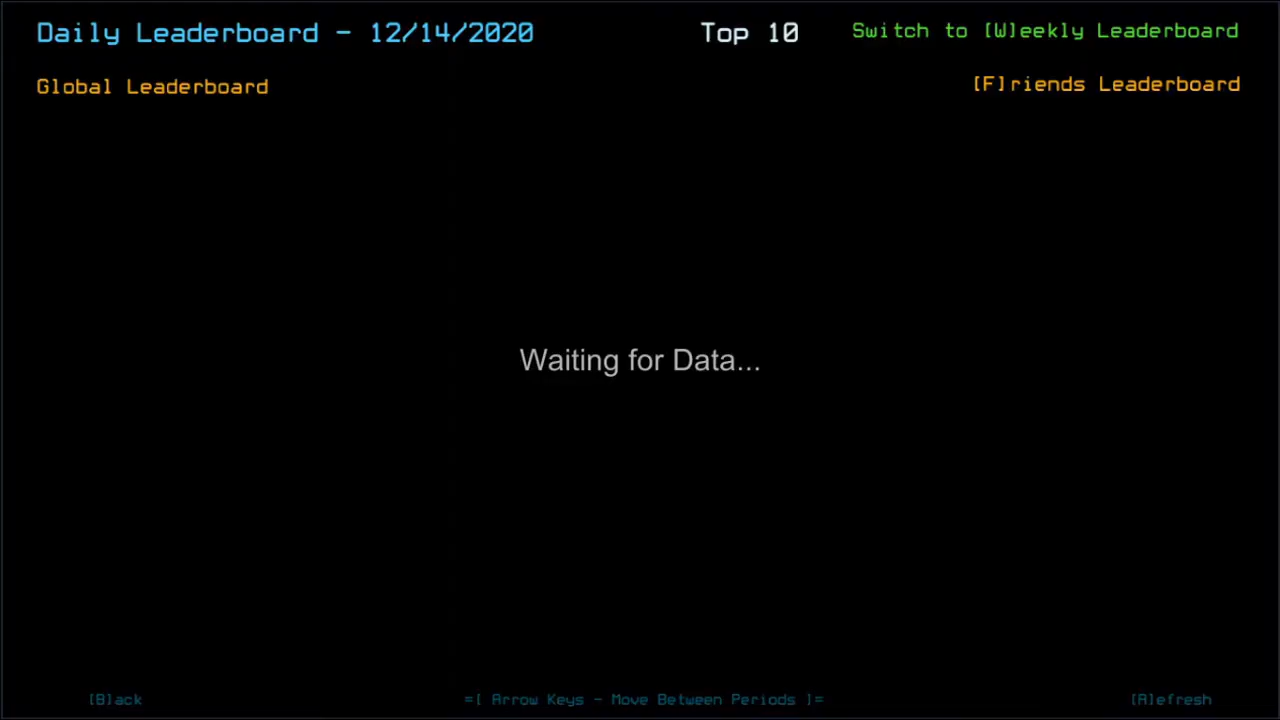 Daily Leaderboard - 12/14/2020
Top 10
Switch to [W]eekly Leaderboard
Global Leaderboard
[F]riends Leaderboard
Waiting for Data...
[B]ack
=[ Arrow Keys - Move Between Periods ]=
[R]efresh